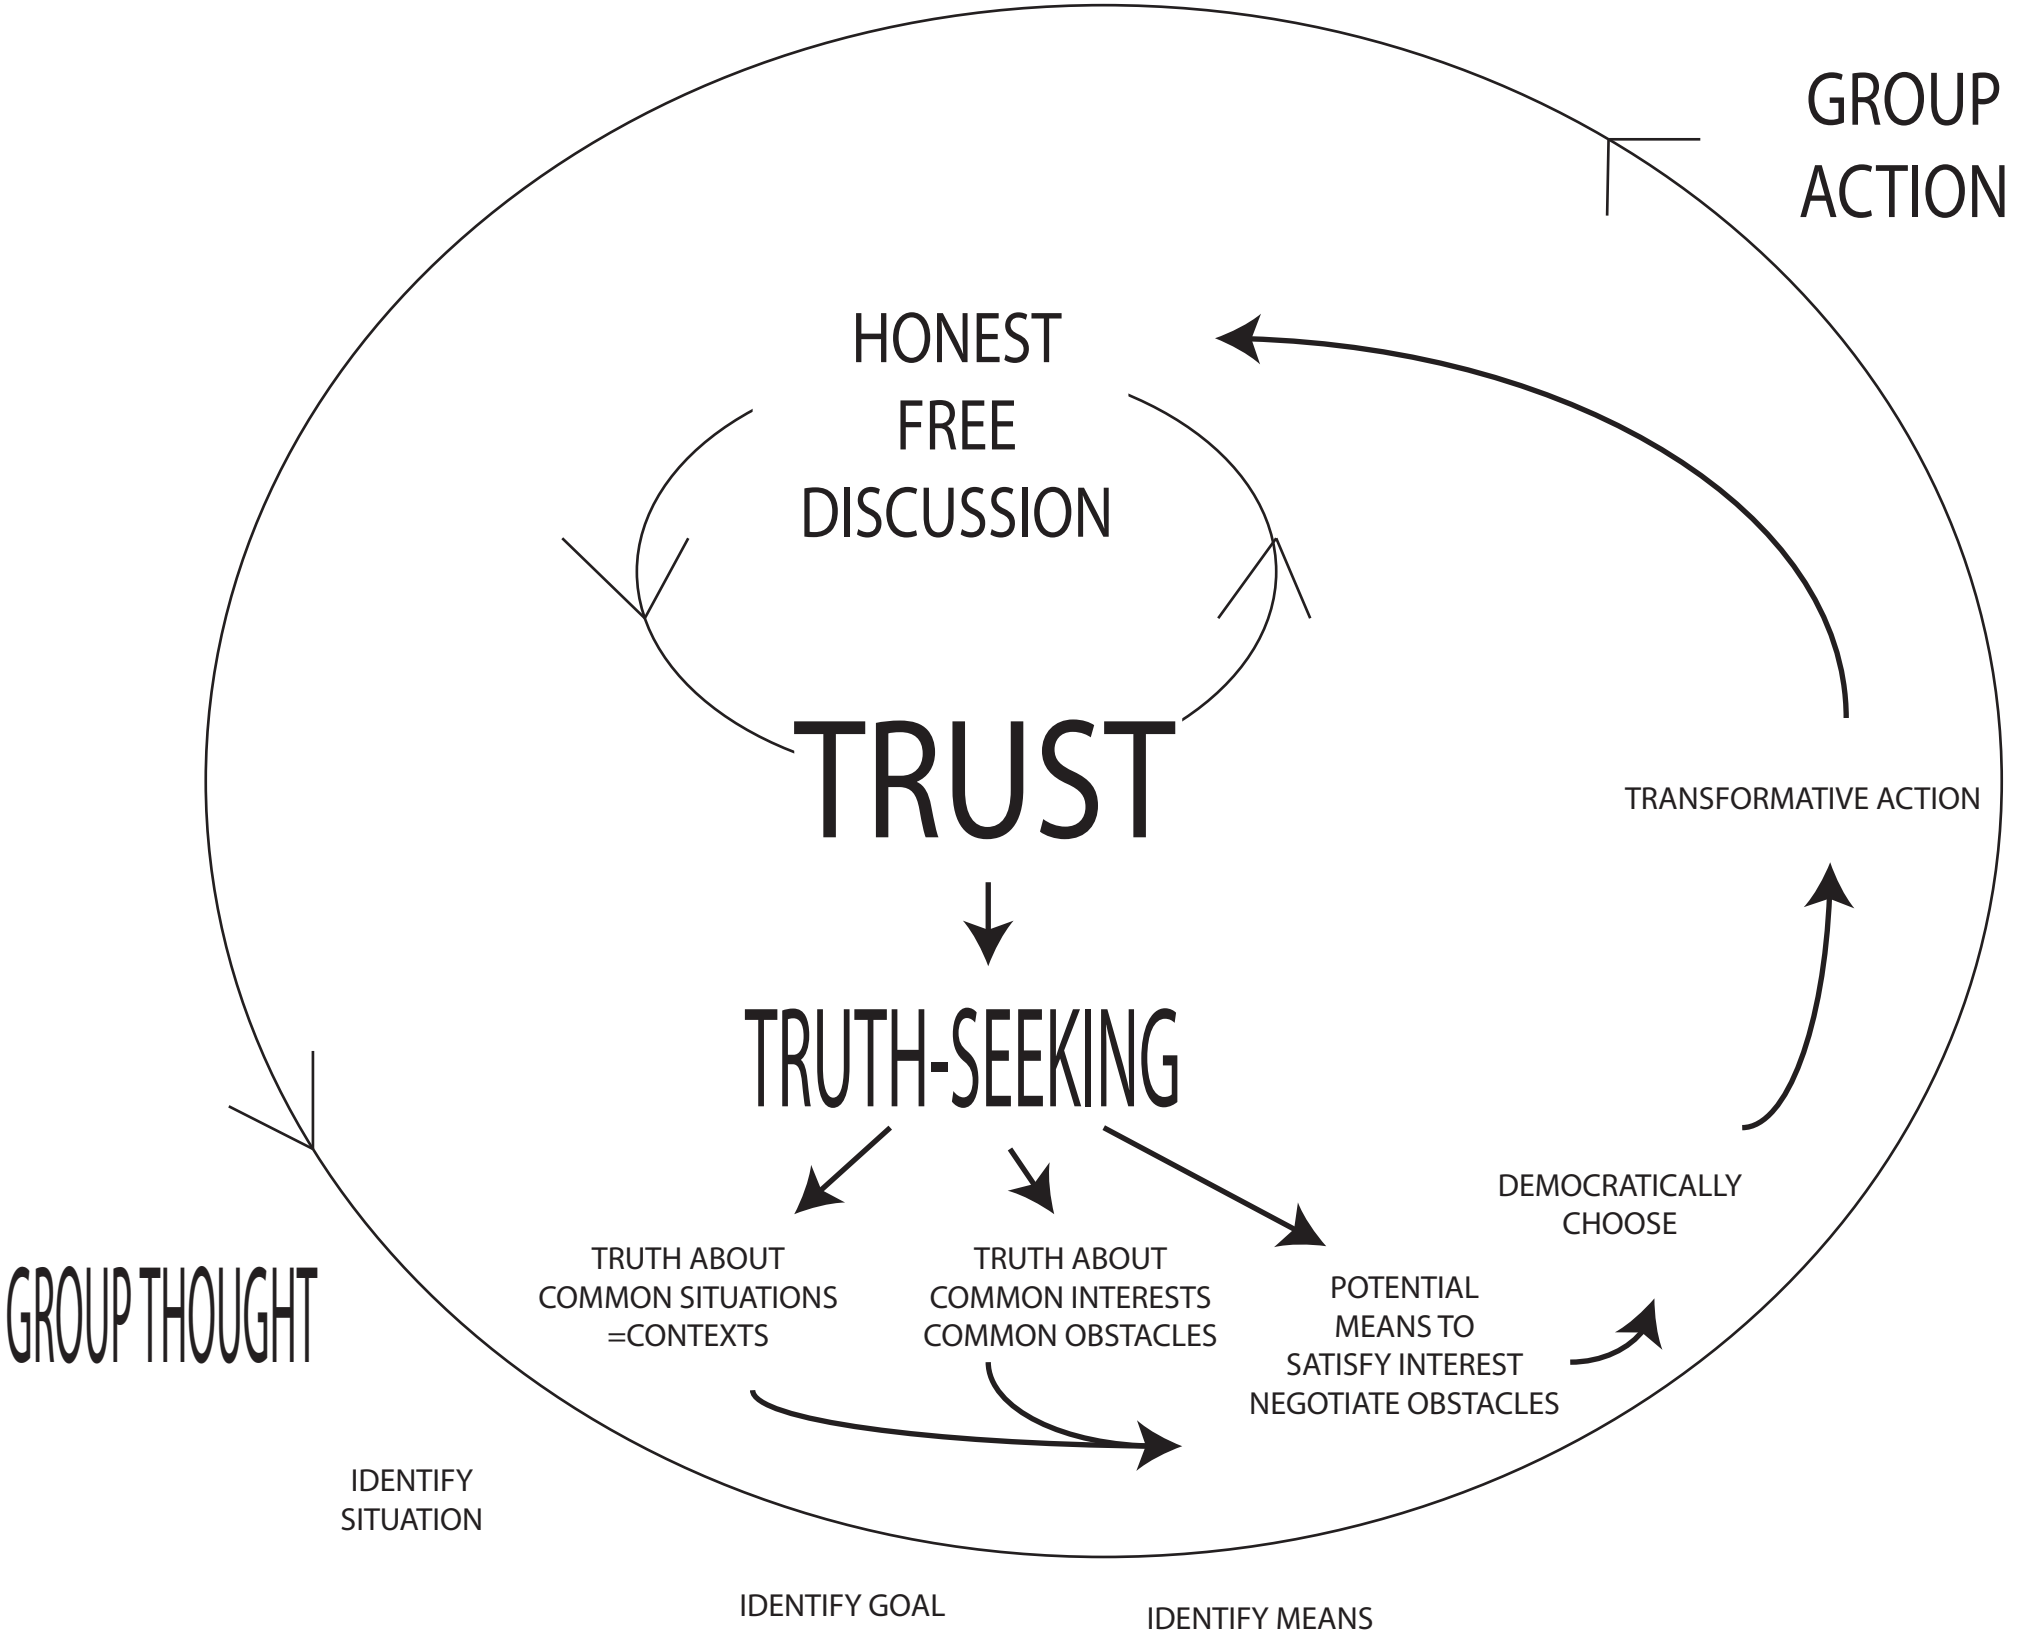 GROUP
ACTION
HONEST
FREE
DISCUSSION
TRUST
TRANSFORMATIVE ACTION
TRUTH-SEEKING
DEMOCRATICALLY
CHOOSE
TRUTH ABOUT
COMMON SITUATIONS
=CONTEXTS
TRUTH ABOUT
COMMON INTERESTS
COMMON OBSTACLES
POTENTIAL
MEANS TO
SATISFY INTEREST
NEGOTIATE OBSTACLES
GROUP THOUGHT
IDENTIFY
SITUATION
IDENTIFY GOAL
IDENTIFY MEANS